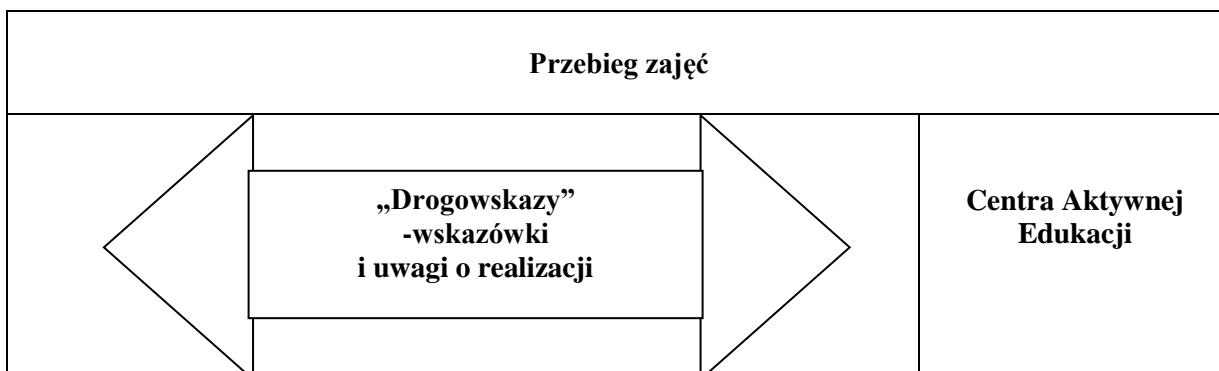 Przebieg zajęć
„Drogowskazy”
-wskazówki
i uwagi o realizacji
Centra Aktywnej
Edukacji